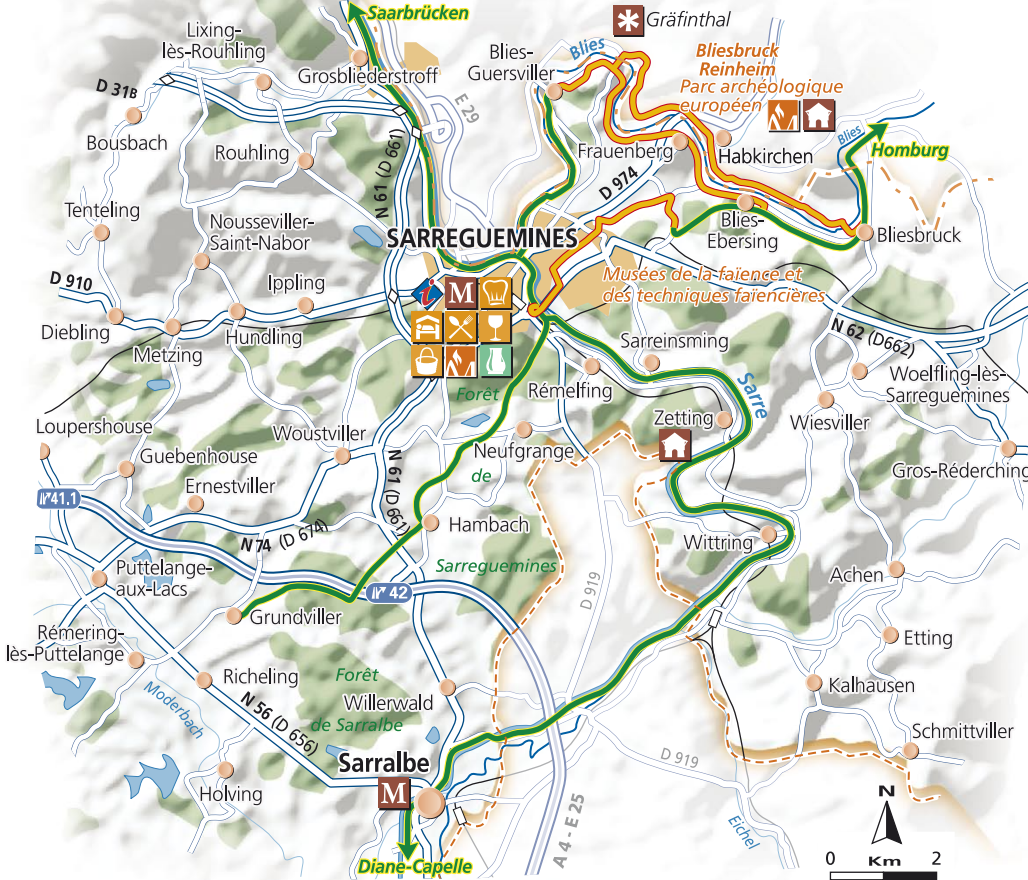 Saarbrücken
Gräfinthal
Lixing-
lès-Rouhling
Grosbliederstroff
Blies
Blies-
Guersviller
Bliesbruck
Reinheim
Parc archéologique
européen
D 31B
E 29
Bousbach
Rouhling
N 61 (D 661)
Frauenberg
Habkirchen
Blies
Homburg
D 974
Tenteling
Nousseviller-
Saint-Nabor
SARREGUEMINES
Blies-
Ebersing
Bliesbruck
D 910
Ippling
i
M
Musées de la faïence et
des techniques faïencières
Diebling
Metzing
Hundling
N 62 (D662)
Sarreinsming
Rémelfing
Sarre
Woelfling-lès-
Sarreguemines
Forêt
Zetting
Wiesviller
Loupershouse
Woustviller
Neufgrange
Guebenhouse
de
Gros-Réderching
Ernestviller
N 61 (D661)
41.1
Hambach
N 74 (D 674)
Wittring
Sarreguemines
Puttelange-
aux-Lacs
Achen
42
D 919
Grundviller
Rémering-
lès-Puttelange
Etting
Richeling
Forêt
de Sarralbe
Willerwald
Kalhausen
Moderbach
N 56 (D 656)
Schmittviller
Sarralbe
D 919
Holving
M
N
A 4 - E 25
Eichel
0 Km 2
Diane-Capelle